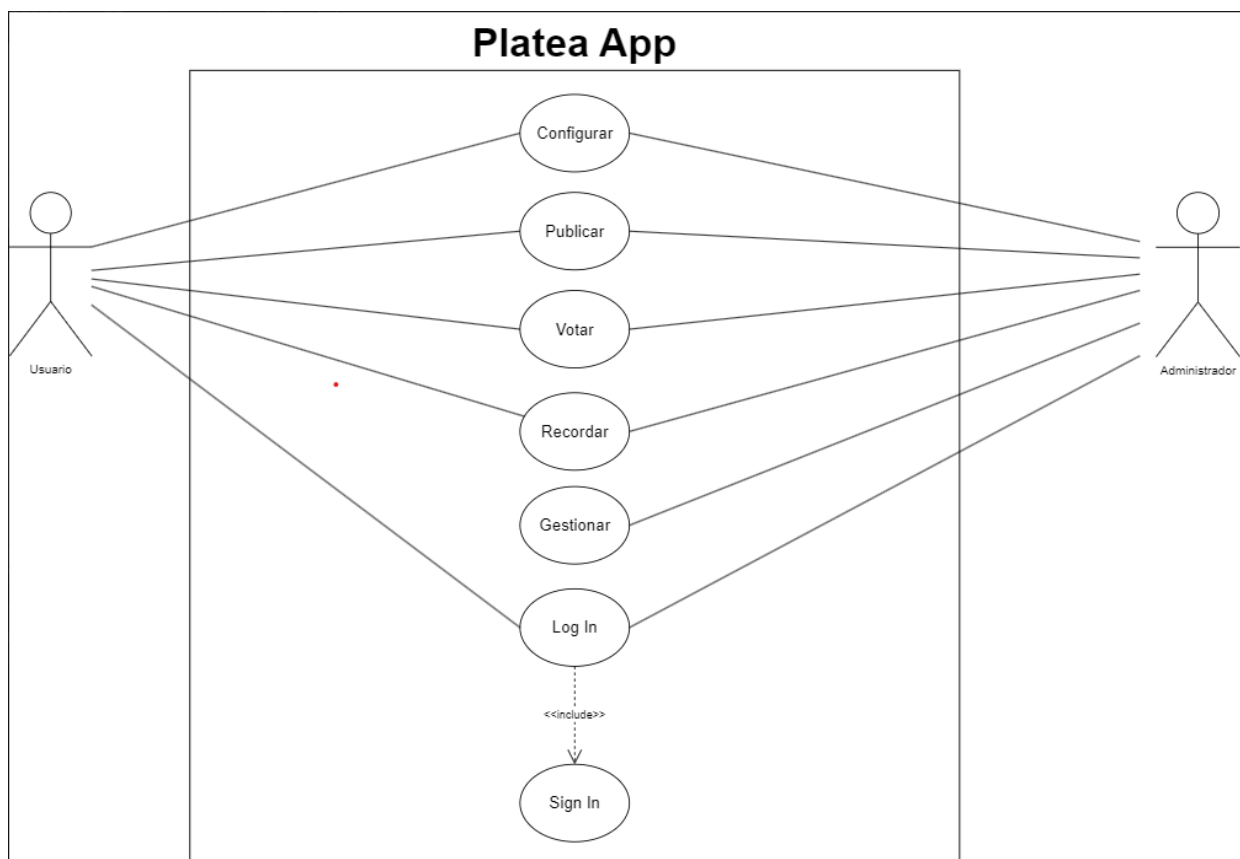 Platea App
Configurar
Publicar
Votar
Usuario
Administrador
Recordar
Gestionar
Log In
<<include>>
Sign In